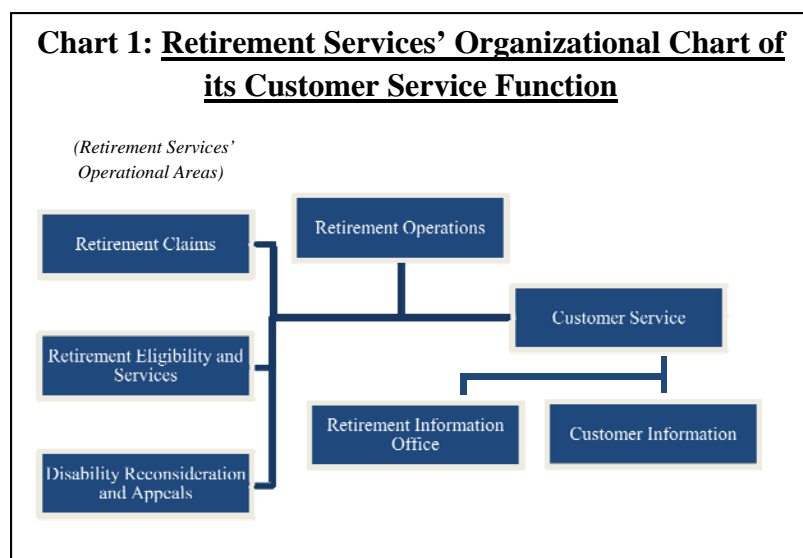 Chart 1: Retirement Services’ Organizational Chart of
its Customer Service Function
(Retirement Services’
Operational Areas)
Retirement Claims
Retirement Operations
Customer Service
Retirement Eligibility and
Services
Retirement Information
Office
Customer Information
Disability Reconsideration
and Appeals